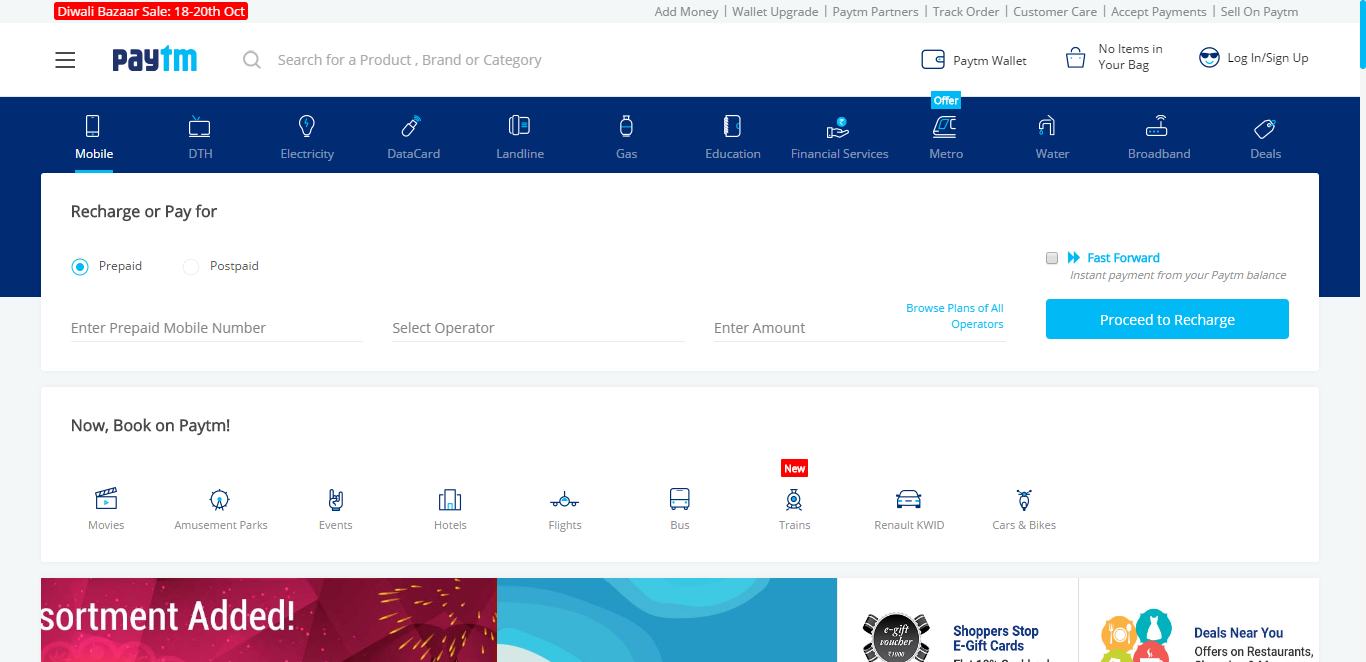 Diwali Bazaar Sale: 18-20th Oct
Add Money | Wallet Upgrade | Paytm Partners | Track Order | Customer Care | Accept Payments | Sell On Paytm
paytm
Search for a Product , Brand or Category
Paytm Wallet
No Items in
Your Bag
Log In/Sign Up
Offer
Mobile
DTH
Electricity
DataCard
Landline
Gas
Education
Financial Services
Metro
Water
Broadband
Deals
Recharge or Pay for
Prepaid
Postpaid
Fast Forward
Instant payment from your Paytm balance
Enter Prepaid Mobile Number
Select Operator
Enter Amount
Browse Plans of All
Operators
Proceed to Recharge
Now, Book on Paytm!
New
Movies
Amusement Parks
Events
Hotels
Flights
Bus
Trains
Renault KWID
Cars & Bikes
sortment Added!
e-gift
voucher
₹1000
Shoppers Stop
E-Gift Cards
Deals Near You
Offers on Restaurants,